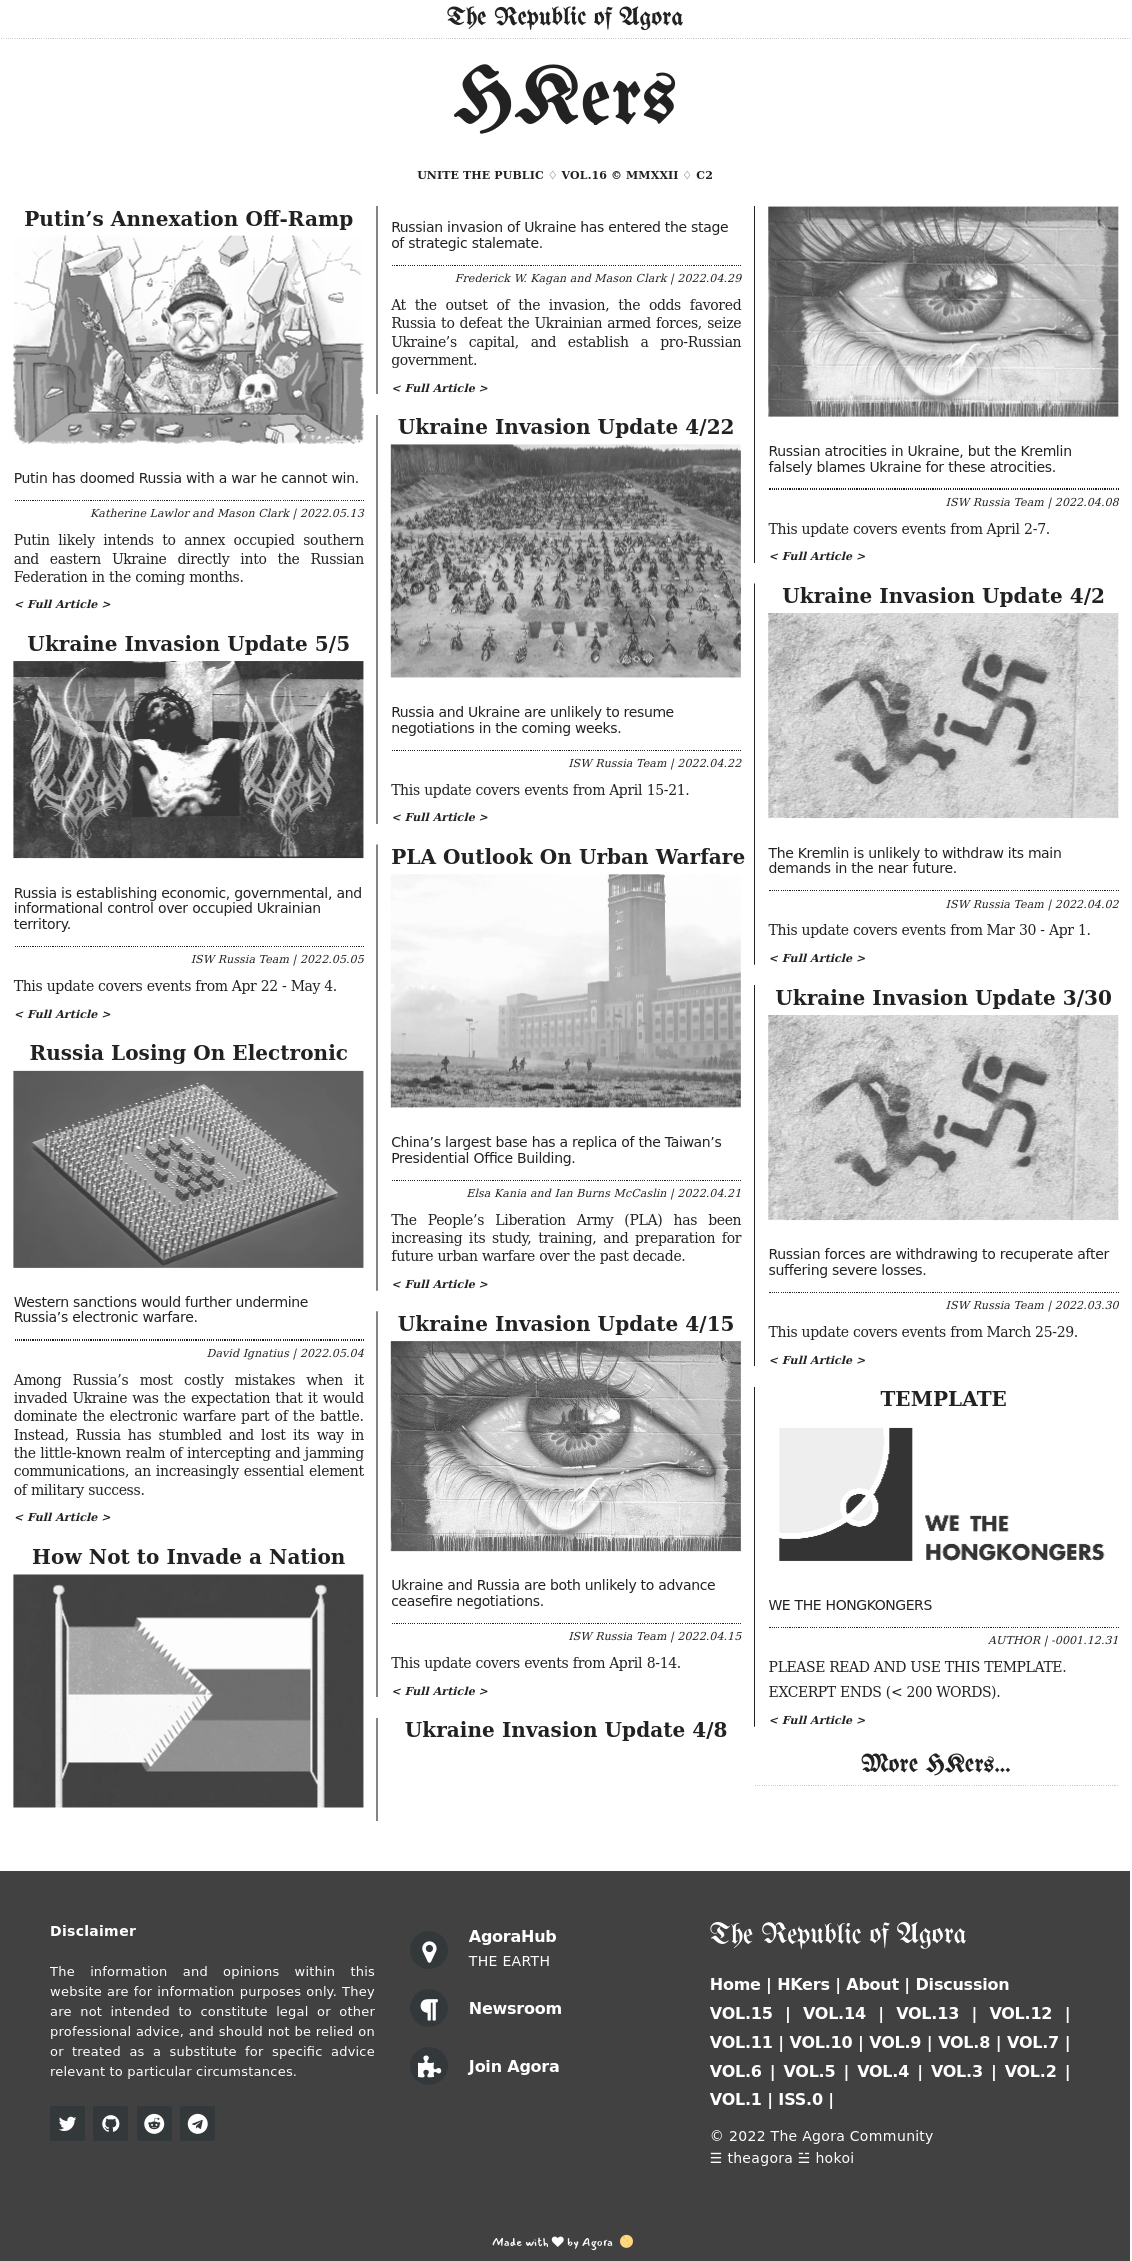 The Republic of Agora
HKers
UNITE THE PUBLIC ♢ VOL.16 © MMXXII ♢ C2
Putin’s Annexation Off-Ramp
Putin has doomed Russia with a war he cannot win.
Katherine Lawlor and Mason Clark | 2022.05.13
Putin likely intends to annex occupied southern
and eastern Ukraine directly into the Russian
Federation in the coming months.
< Full Article >
Ukraine Invasion Update 5/5
Russia is establishing economic, governmental, and
informational control over occupied Ukrainian
territory.
ISW Russia Team | 2022.05.05
This update covers events from Apr 22 - May 4.
< Full Article >
Russia Losing On Electronic
Western sanctions would further undermine
Russia’s electronic warfare.
David Ignatius | 2022.05.04
Among Russia’s most costly mistakes when it
invaded Ukraine was the expectation that it would
dominate the electronic warfare part of the battle.
Instead, Russia has stumbled and lost its way in
the little-known realm of intercepting and jamming
communications, an increasingly essential element
of military success.
< Full Article >
How Not to Invade a Nation
Russian invasion of Ukraine has entered the stage
of strategic stalemate.
Frederick W. Kagan and Mason Clark | 2022.04.29
At the outset of the invasion, the odds favored
Russia to defeat the Ukrainian armed forces, seize
Ukraine’s capital, and establish a pro-Russian
government.
< Full Article >
Ukraine Invasion Update 4/22
Russia and Ukraine are unlikely to resume
negotiations in the coming weeks.
ISW Russia Team | 2022.04.22
This update covers events from April 15-21.
< Full Article >
PLA Outlook On Urban Warfare
China’s largest base has a replica of the Taiwan’s
Presidential Office Building.
Elsa Kania and Ian Burns McCaslin | 2022.04.21
The People’s Liberation Army (PLA) has been
increasing its study, training, and preparation for
future urban warfare over the past decade.
< Full Article >
Ukraine Invasion Update 4/15
Ukraine and Russia are both unlikely to advance
ceasefire negotiations.
ISW Russia Team | 2022.04.15
This update covers events from April 8-14.
< Full Article >
Ukraine Invasion Update 4/8
Russian atrocities in Ukraine, but the Kremlin
falsely blames Ukraine for these atrocities.
ISW Russia Team | 2022.04.08
This update covers events from April 2-7.
< Full Article >
Ukraine Invasion Update 4/2
The Kremlin is unlikely to withdraw its main
demands in the near future.
ISW Russia Team | 2022.04.02
This update covers events from Mar 30 - Apr 1.
< Full Article >
Ukraine Invasion Update 3/30
Russian forces are withdrawing to recuperate after
suffering severe losses.
ISW Russia Team | 2022.03.30
This update covers events from March 25-29.
< Full Article >
TEMPLATE
WE THE
HONGKONGERS
WE THE HONGKONGERS
AUTHOR | -0001.12.31
PLEASE READ AND USE THIS TEMPLATE.
EXCERPT ENDS (< 200 WORDS).
< Full Article >
More HKers...
Disclaimer
The information and opinions within this
website are for information purposes only. They
are not intended to constitute legal or other
professional advice, and should not be relied on
or treated as a substitute for specific advice
relevant to particular circumstances.
AgoraHub
THE EARTH
Newsroom
Join Agora
The Republic of Agora
Home | HKers | About | Discussion
VOL.15 | VOL.14 | VOL.13 | VOL.12 |
VOL.11 | VOL.10 | VOL.9 | VOL.8 | VOL.7 |
VOL.6 | VOL.5 | VOL.4 | VOL.3 | VOL.2 |
VOL.1 | ISS.0 |
© 2022 The Agora Community
☰ theagora ☱ hokoi
Made with ♥ by Agora